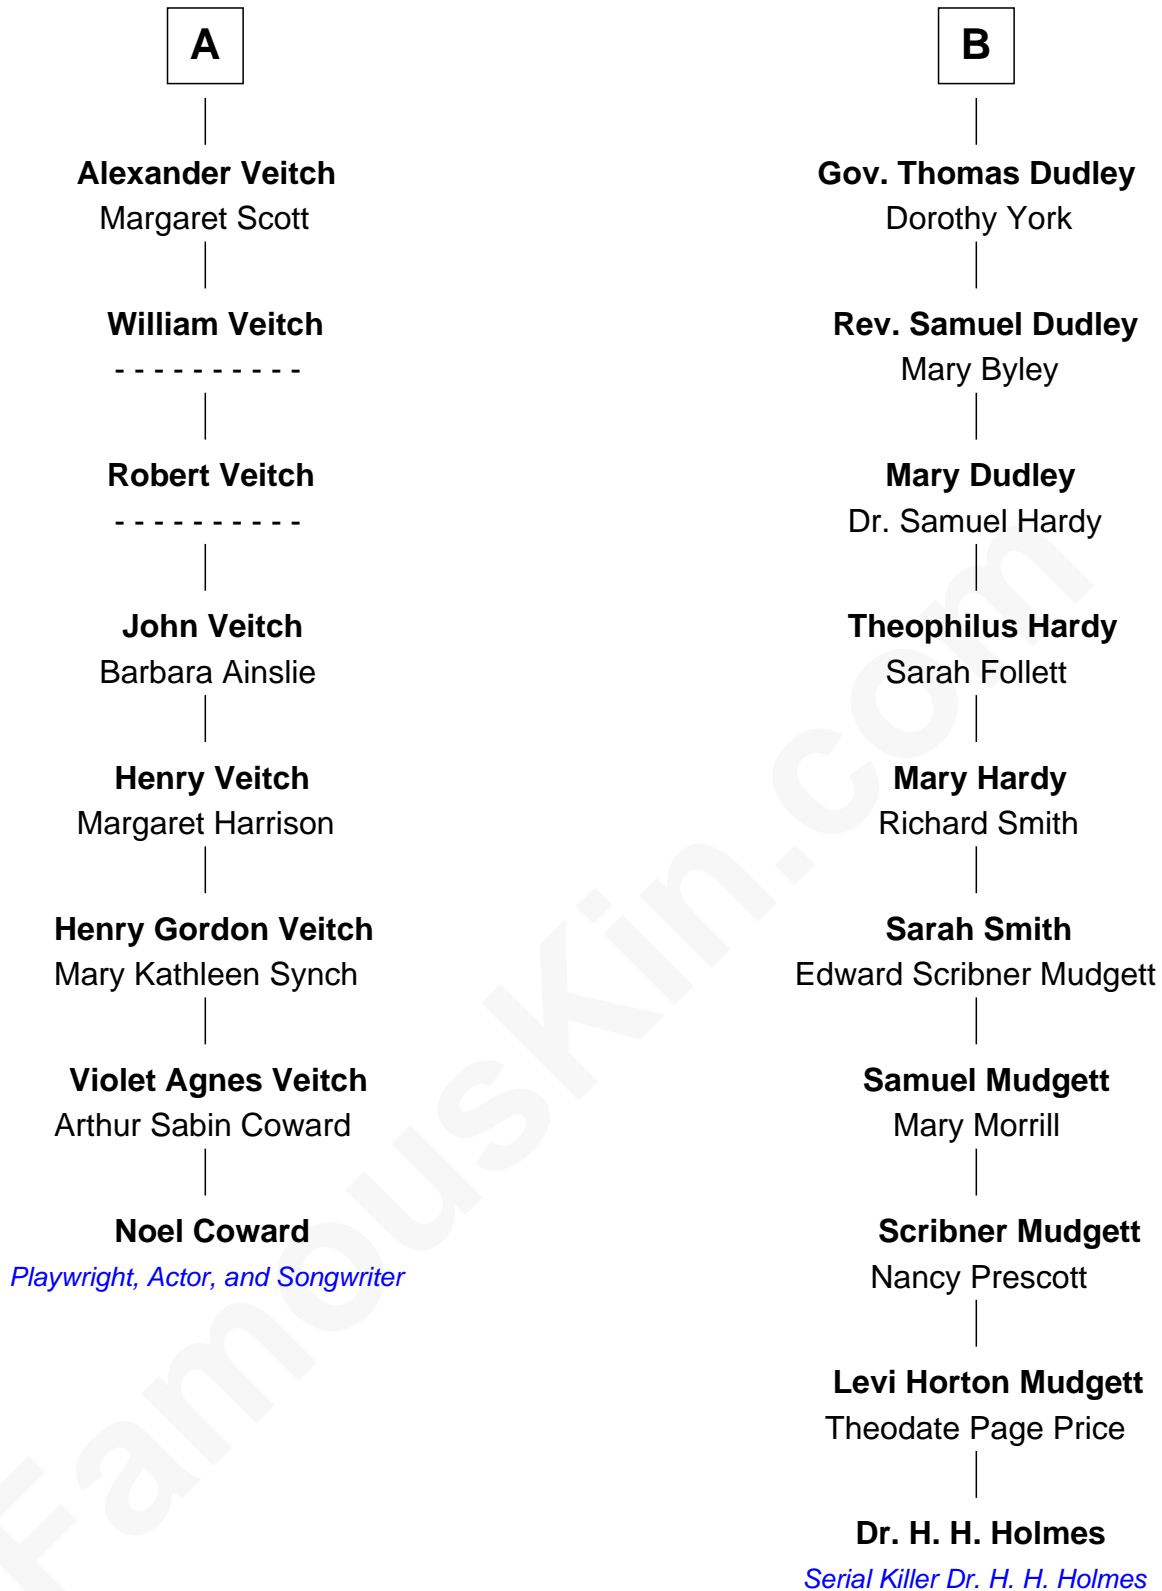 A
Alexander Veitch
Margaret Scott
William Veitch
- - - - - - - - - -
Robert Veitch
- - - - - - - - - -
John Veitch
Barbara Ainslie
Henry Veitch
Margaret Harrison
Henry Gordon Veitch
Mary Kathleen Synch
Violet Agnes Veitch
Arthur Sabin Coward
Noel Coward
Playwright, Actor, and Songwriter
B
Gov. Thomas Dudley
Dorothy York
Rev. Samuel Dudley
Mary Byley
Mary Dudley
Dr. Samuel Hardy
Theophilus Hardy
Sarah Follett
Mary Hardy
Richard Smith
Sarah Smith
Edward Scribner Mudgett
Samuel Mudgett
Mary Morrill
Scribner Mudgett
Nancy Prescott
Levi Horton Mudgett
Theodate Page Price
Dr. H. H. Holmes
Serial Killer Dr. H. H. Holmes
FamousKin.com